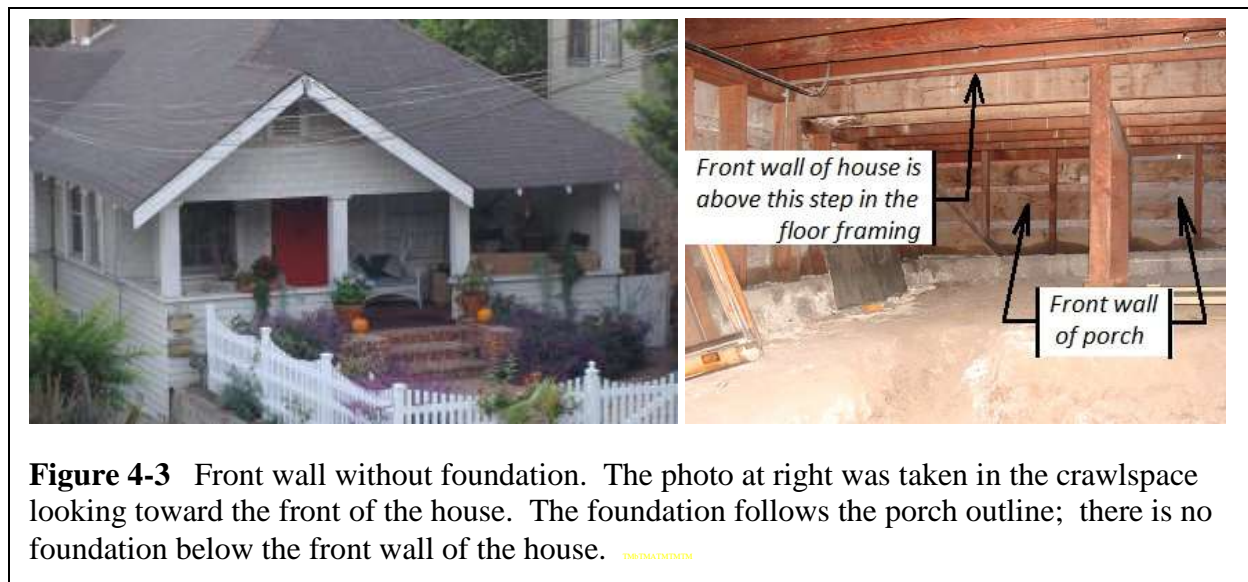 Front wall of house is
above this step in the
floor framing
Front wall
of porch
Figure 4-3 Front wall without foundation. The photo at right was taken in the crawlspace
looking toward the front of the house. The foundation follows the porch outline; there is no
foundation below the front wall of the house.